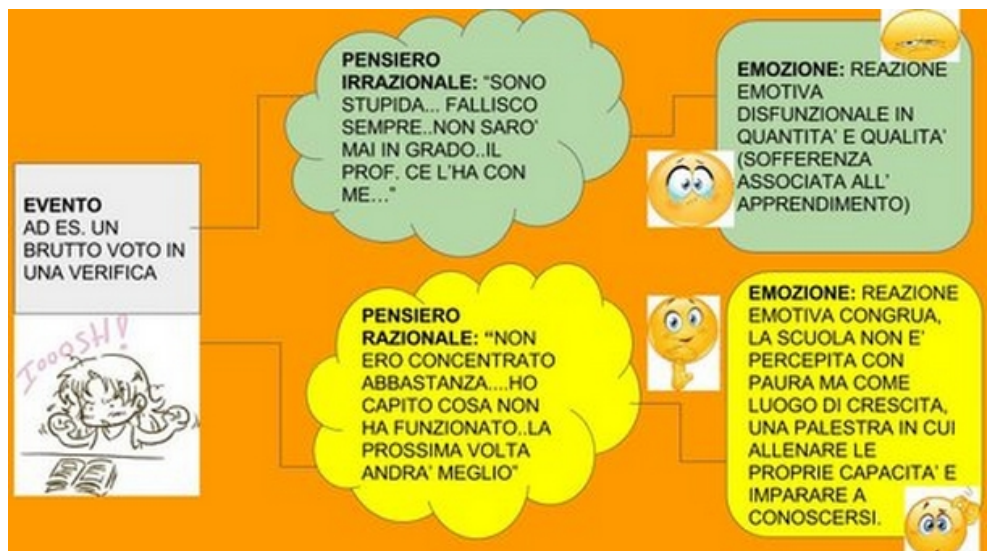 EVENTO
AD ES. UN
BRUTTO VOTO IN
UNA VERIFICA
IoooSH!
PENSIERO
IRRAZIONALE: “SONO
STUPIDA... FALLISCO
SEMPRE..NON SARO'
MAI IN GRADO..IL
PROF. CE L'HA CON
ME...”
EMOZIONE: REAZIONE
EMOTIVA
DISFUNZIONALE IN
QUANTITA' E QUALITA'
(SOFFERENZA
ASSOCIATA ALL'
APPRENDIMENTO)
PENSIERO
RAZIONALE: “NON
ERO CONCENTRATO
ABBASTANZA....HO
CAPITO COSA NON
HA FUNZIONATO..LA
PROSSIMA VOLTA
ANDRA' MEGLIO”
EMOZIONE: REAZIONE
EMOTIVA CONGRUA,
LA SCUOLA NON E'
PERCEPITA CON
PAURA MA COME
LUOGO DI CRESCITA,
UNA PALESTRA IN CUI
ALLENARE LE
PROPRIE CAPACITA' E
IMPARARE A
CONOSCERSI.